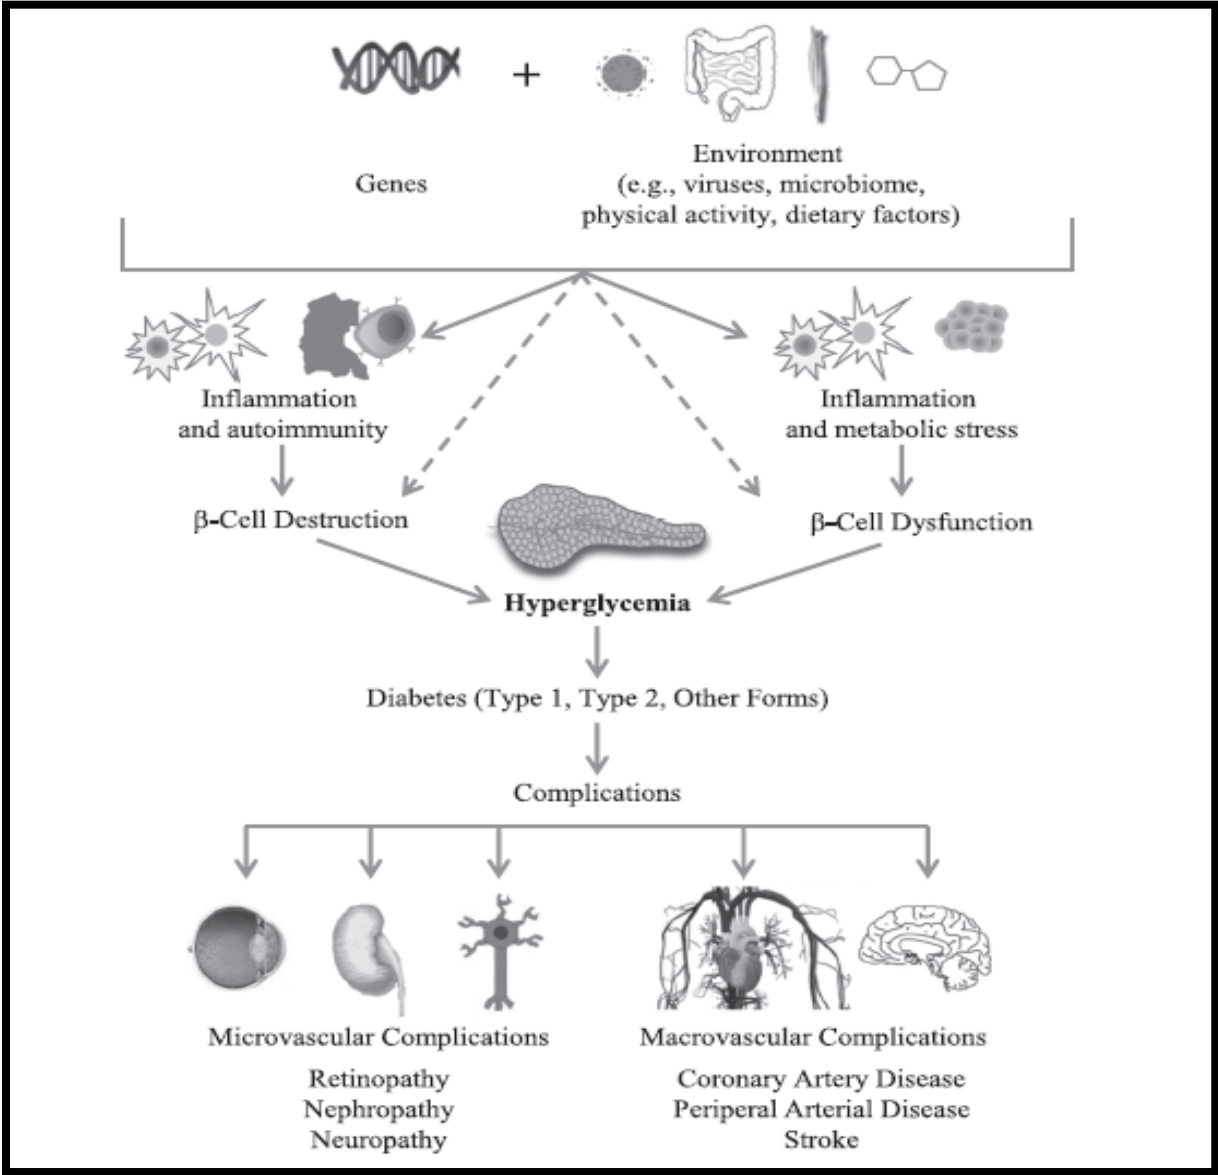 +
Genes
Environment
(e.g., viruses, microbiome,
physical activity, dietary factors)
Inflammation
and autoimmunity
Inflammation
and metabolic stress
β-Cell Destruction
β-Cell Dysfunction
Hyperglycemia
Diabetes (Type 1, Type 2, Other Forms)
Complications
Microvascular Complications
Retinopathy
Nephropathy
Neuropathy
Macrovascular Complications
Coronary Artery Disease
Periperal Arterial Disease
Stroke